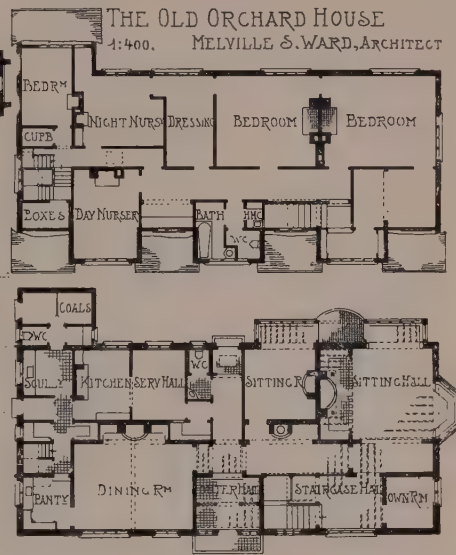 THE OLD ORCHARD HOUSE
1:400. MELVILLE S. WARD, ARCHITECT
BEDRM
NIGHT NURSY
DRESSING
BEDROOM
BEDROOM
CUPB
BOXES
DAY NURSERY
BATH
HMC
WC
COALS
WC
SCULLY
KITCHEN
SERV HALL
WC
SITTING R
SITTING HALL
PANTY
DINING RM
OUTER HALL
STAIRCASE HALL
OWN RM